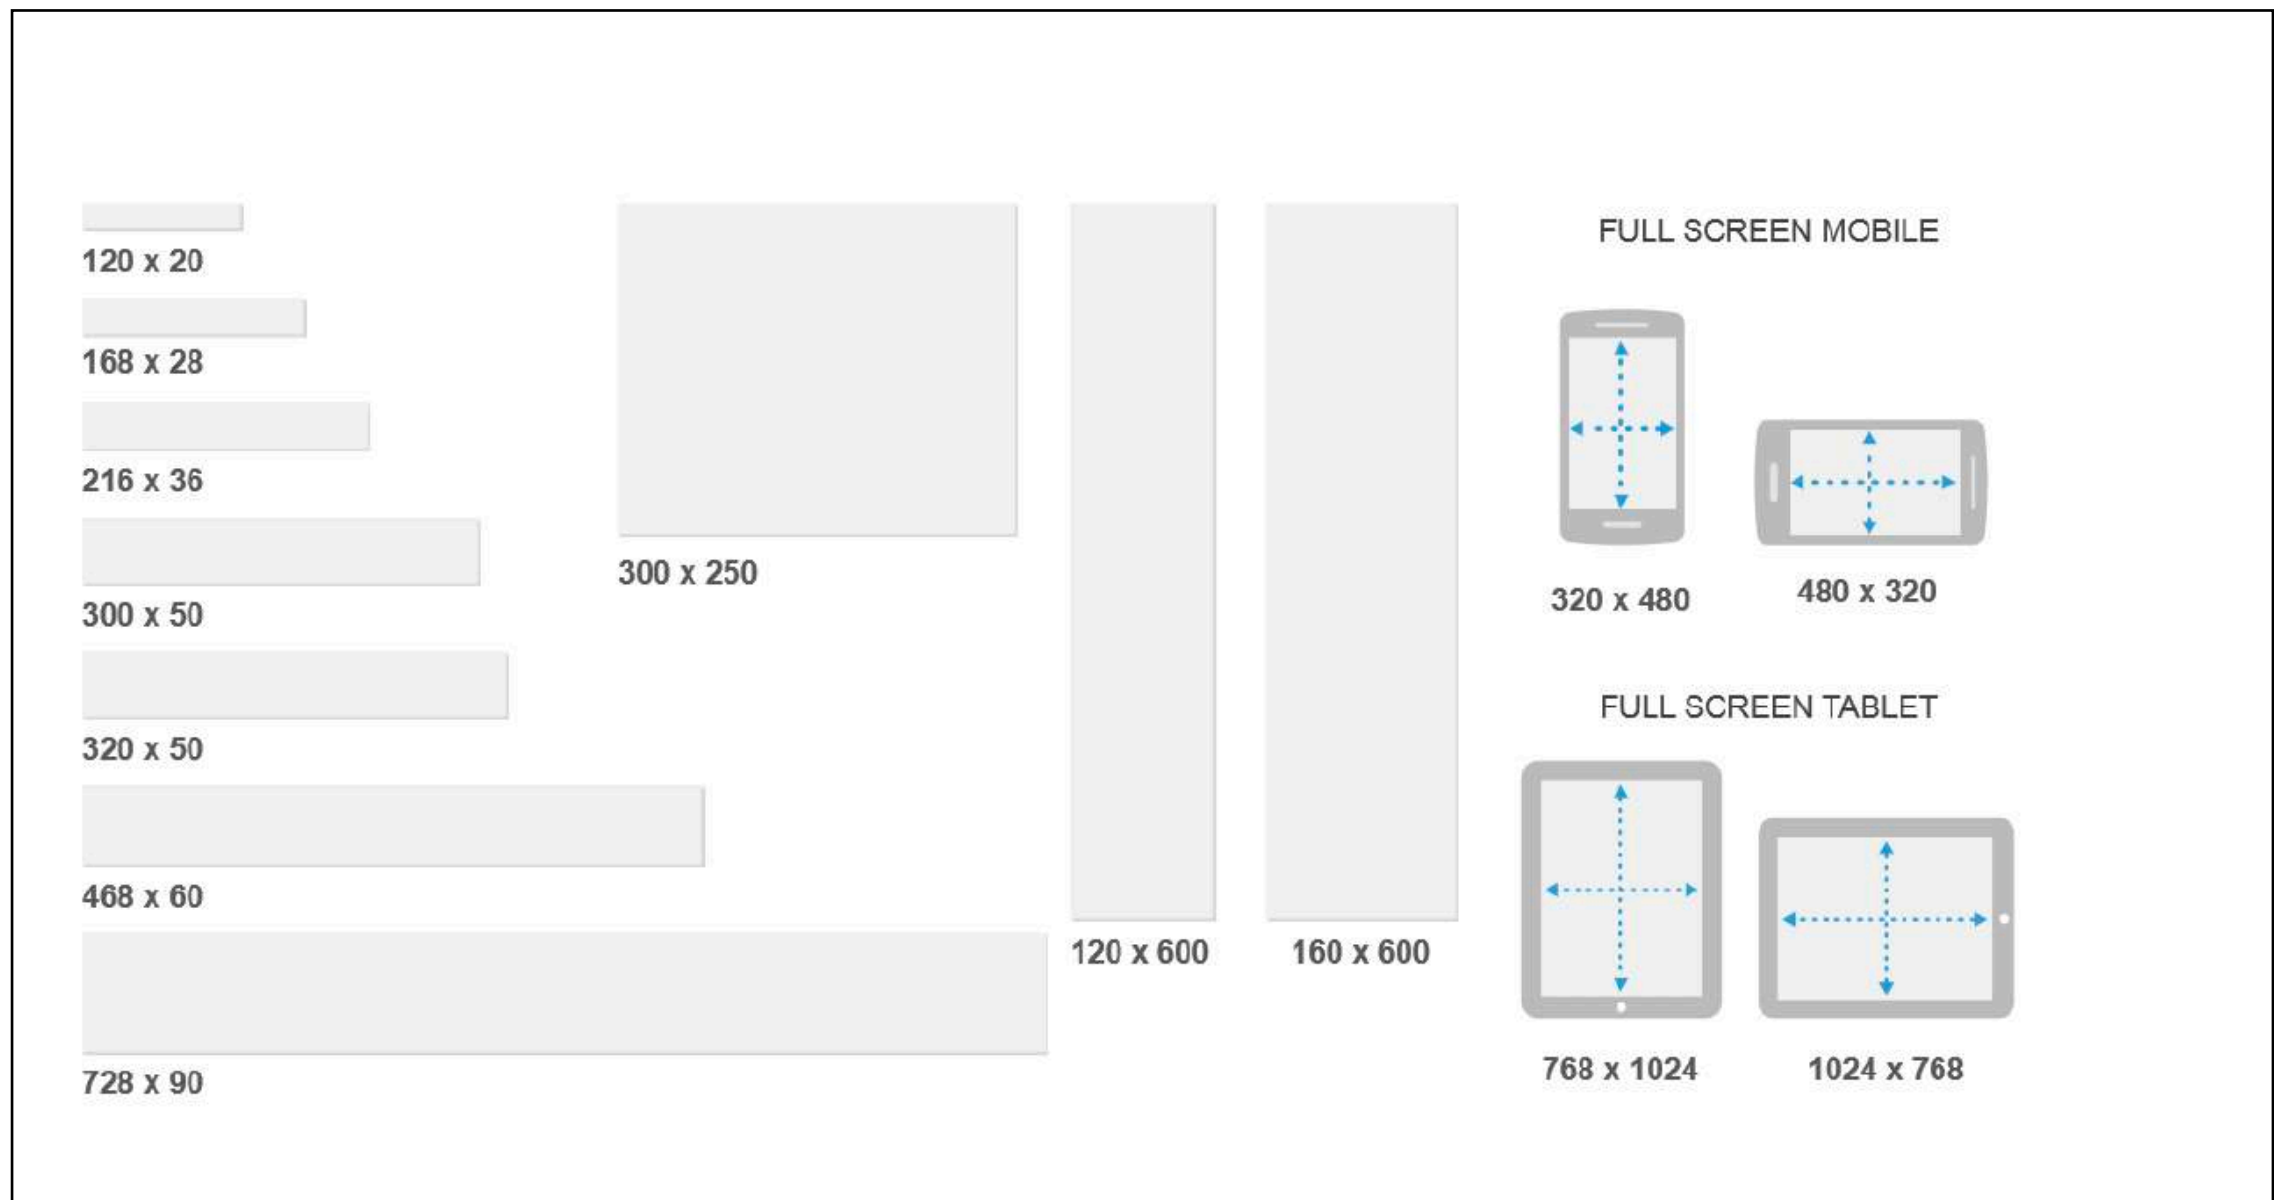 120 x 20
168 x 28
216 x 36
300 x 50
320 x 50
468 x 60
728 x 90
300 x 250
120 x 600
160 x 600
FULL SCREEN MOBILE
320 x 480
480 x 320
FULL SCREEN TABLET
768 x 1024
1024 x 768